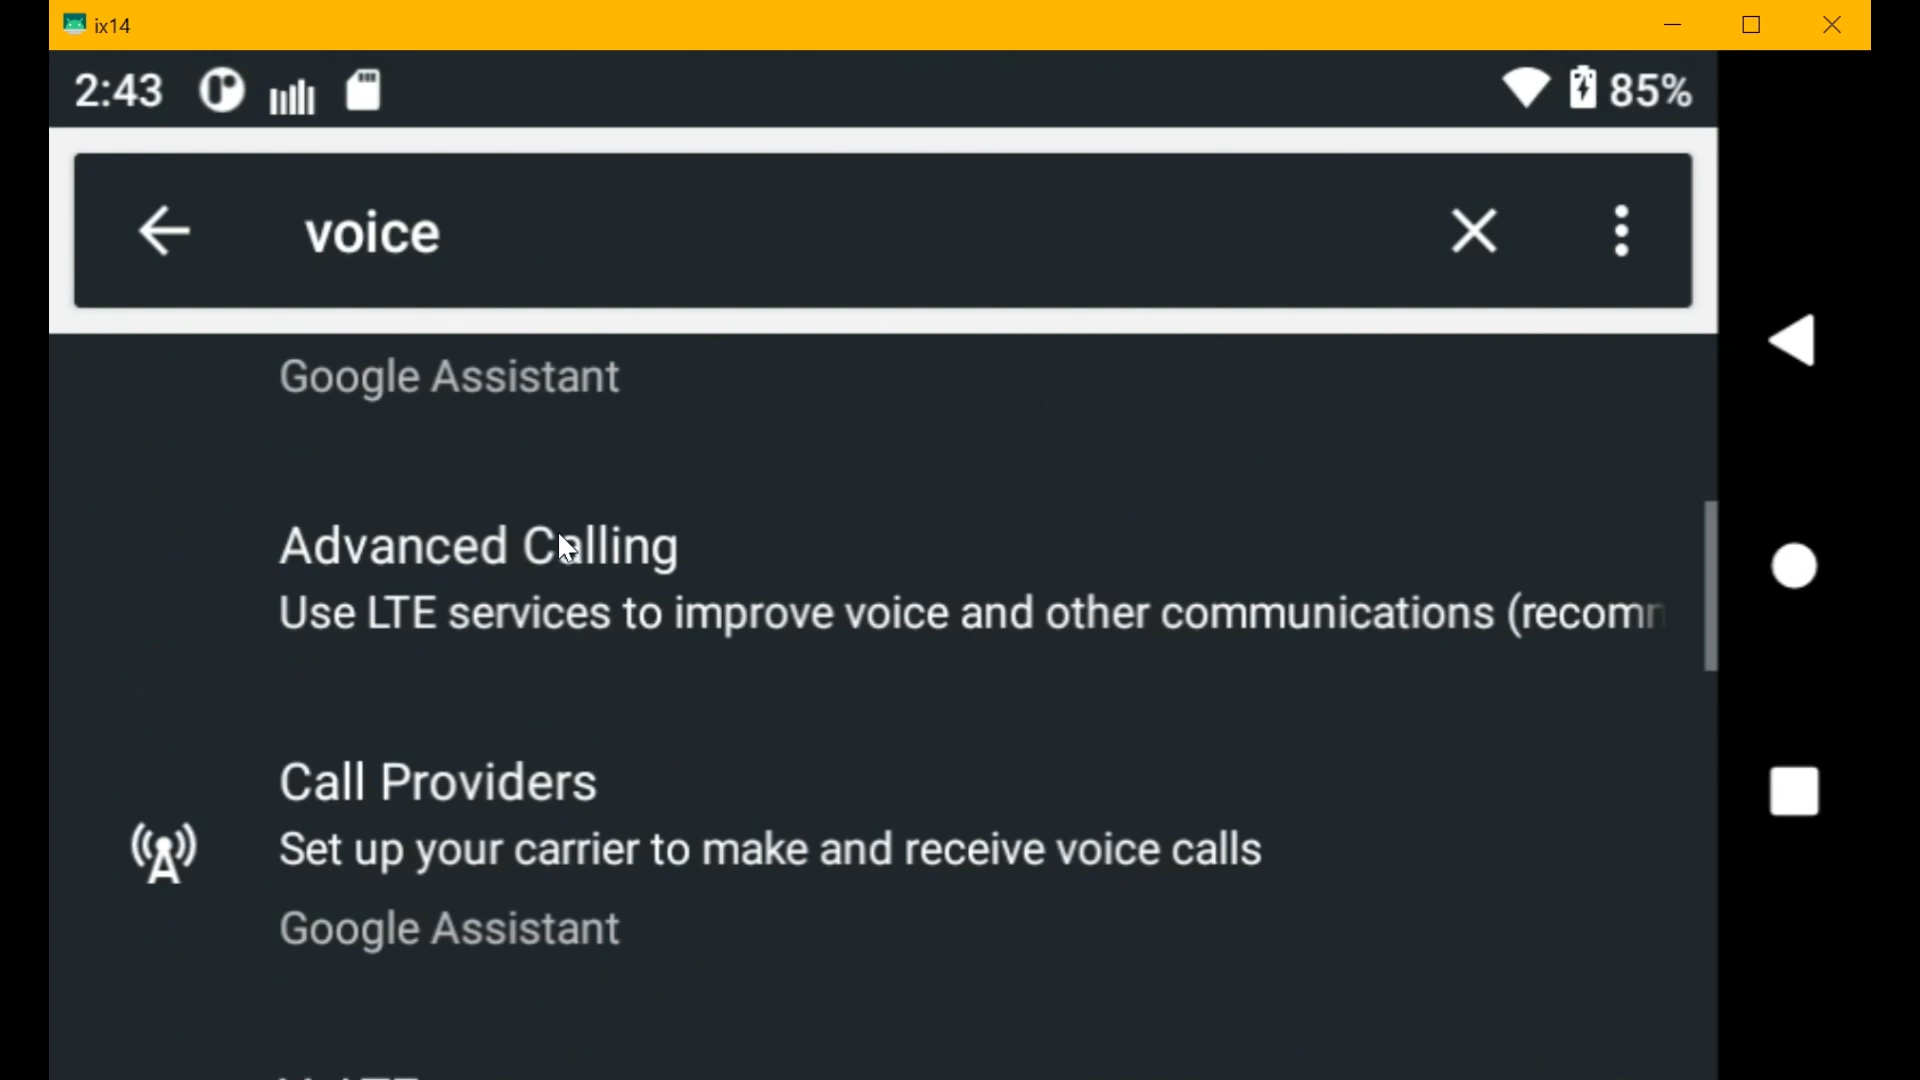 ix14
2:43 85%
voice
Google Assistant
Advanced Calling
Use LTE services to improve voice and other communications
Call Providers
Set up your carrier to make and receive voice calls
Google Assistant